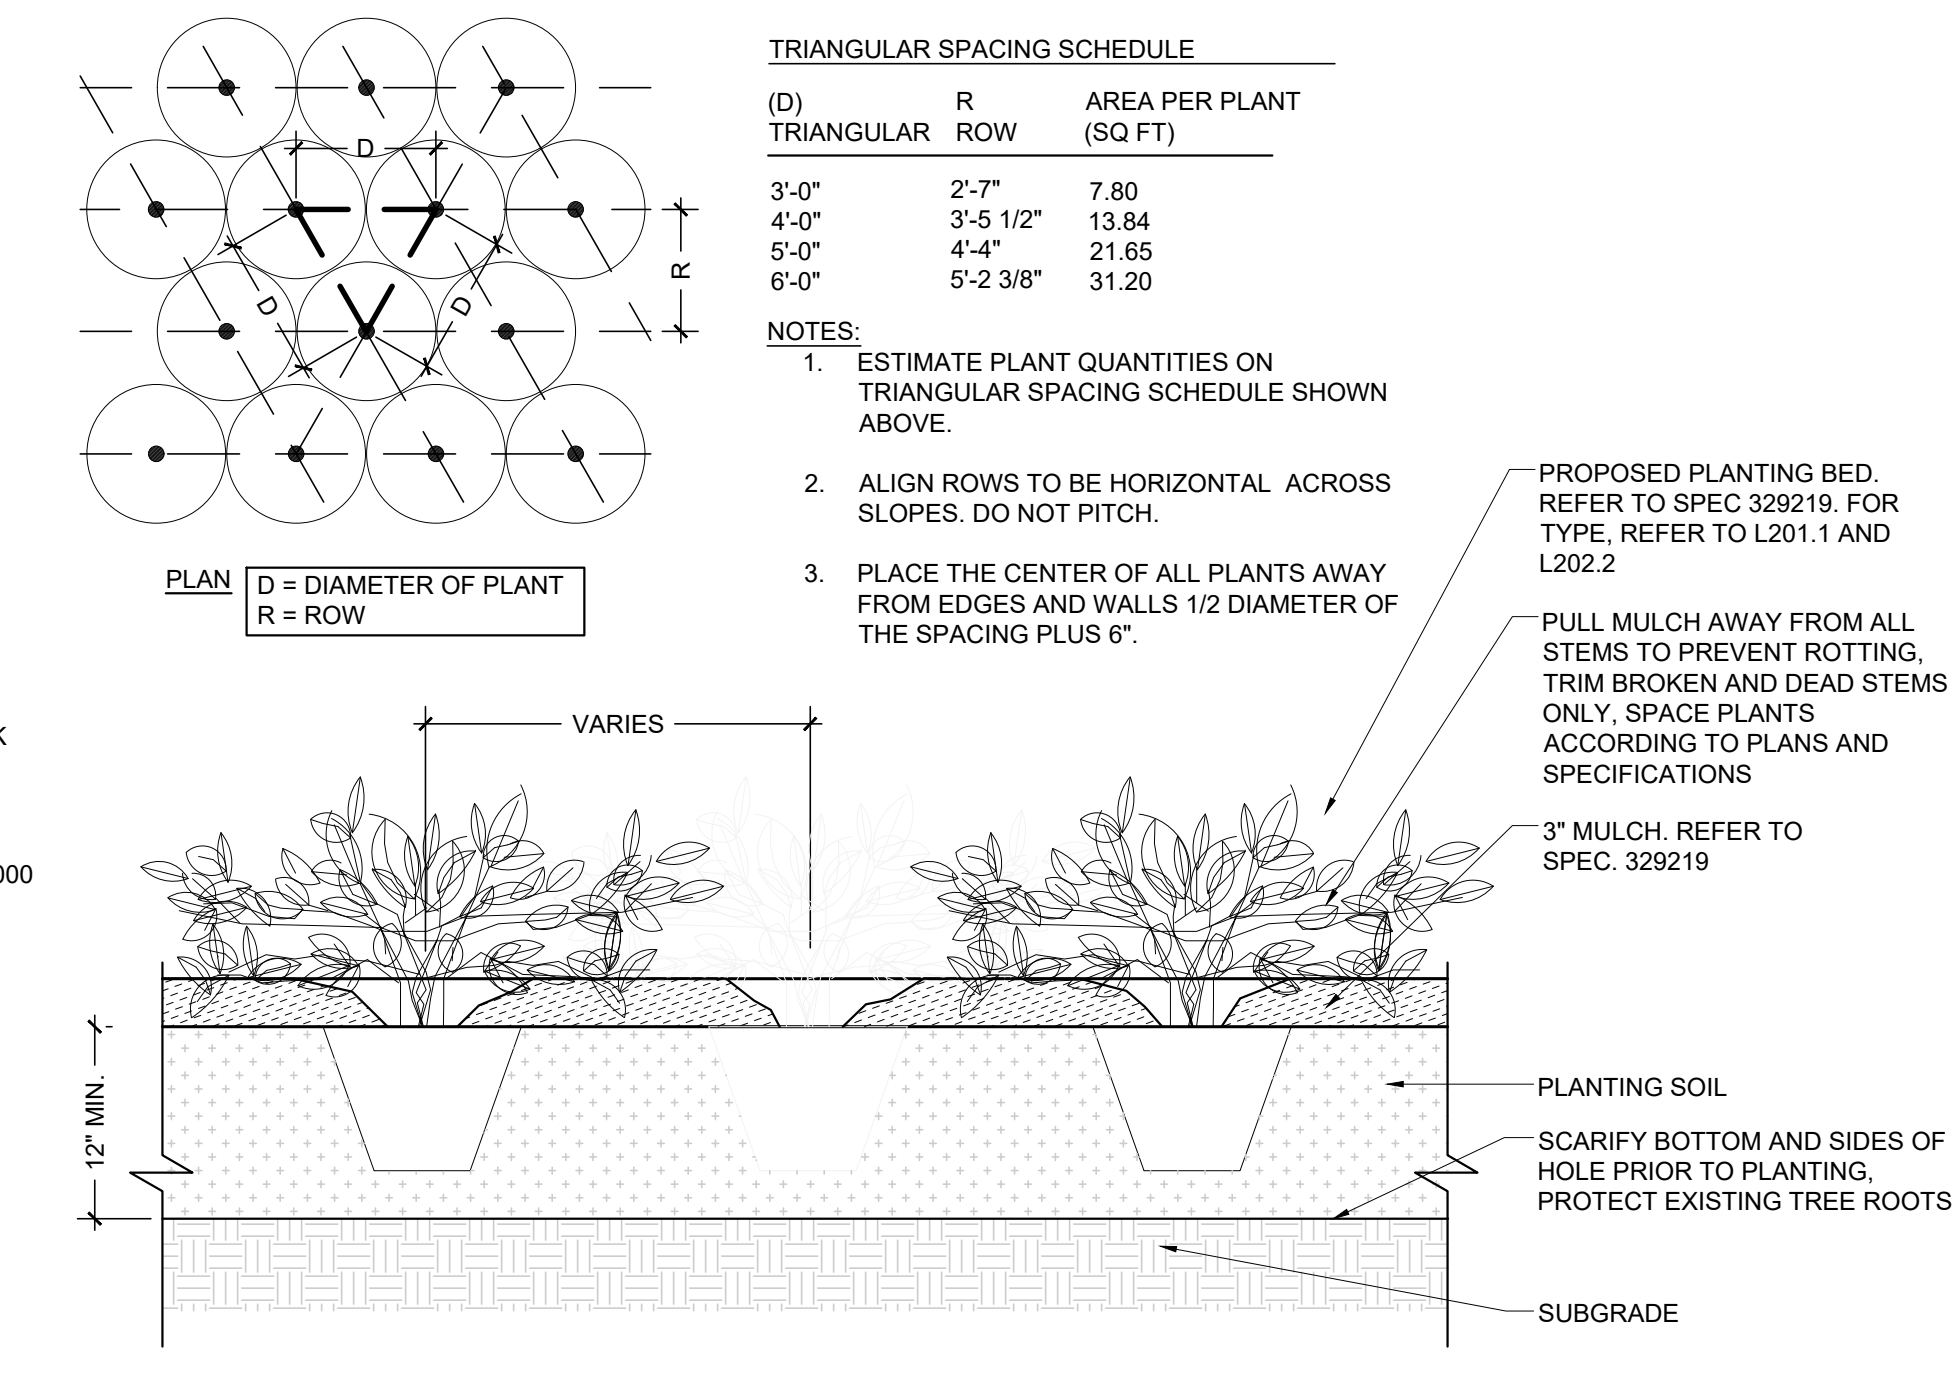 D
R
D
D
PLAN
D = DIAMETER OF PLANT
R = ROW
TRIANGULAR SPACING SCHEDULE
(D) R AREA PER PLANT
TRIANGULAR ROW (SQ FT)
3'-0" 2'-7" 7.80
4'-0" 3'-5 1/2" 13.84
5'-0" 4'-4" 21.65
6'-0" 5'-2 3/8" 31.20
NOTES:
1. ESTIMATE PLANT QUANTITIES ON
TRIANGULAR SPACING SCHEDULE SHOWN
ABOVE.
2. ALIGN ROWS TO BE HORIZONTAL ACROSS
SLOPES. DO NOT PITCH.
3. PLACE THE CENTER OF ALL PLANTS AWAY
FROM EDGES AND WALLS 1/2 DIAMETER OF
THE SPACING PLUS 6".
PROPOSED PLANTING BED.
REFER TO SPEC 329219. FOR
TYPE, REFER TO L201.1 AND
L202.2
PULL MULCH AWAY FROM ALL
STEMS TO PREVENT ROTTING,
TRIM BROKEN AND DEAD STEMS
ONLY, SPACE PLANTS
ACCORDING TO PLANS AND
SPECIFICATIONS
3" MULCH. REFER TO
SPEC. 329219
K
000
VARIES
12" MIN.
PLANTING SOIL
SCARIFY BOTTOM AND SIDES OF
HOLE PRIOR TO PLANTING,
PROTECT EXISTING TREE ROOTS
SUBGRADE